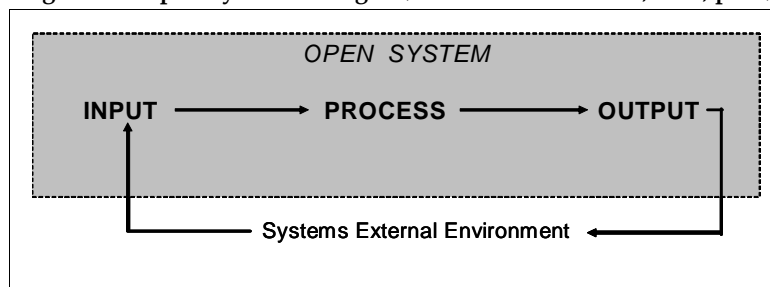 OPEN SYSTEM
INPUT PROCESS OUTPUT
Systems External Environment